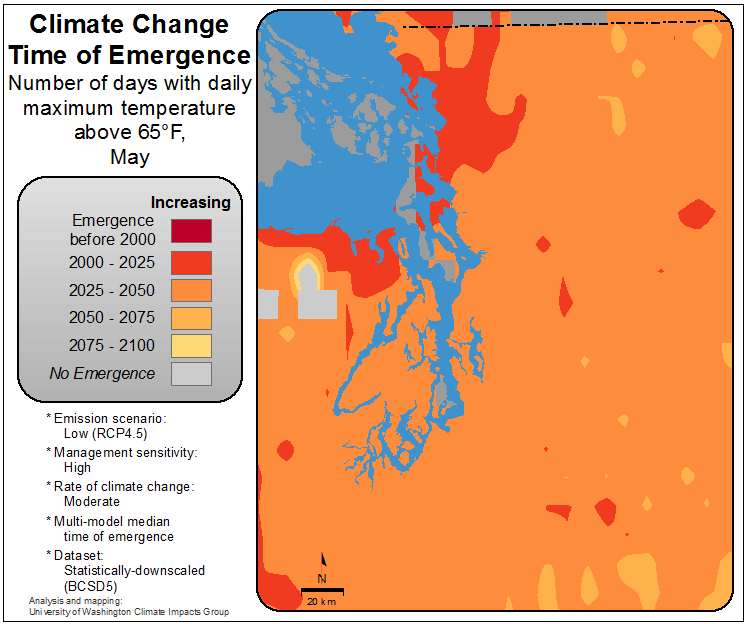 Climate Change
Time of Emergence
Number of days with daily
maximum temperature
above 65°F,
May
Increasing
Emergence
before 2000
2000 - 2025
2025 - 2050
2050 - 2075
2075 - 2100
No Emergence
* Emission scenario:
Low (RCP4.5)
* Management sensitivity:
High
* Rate of climate change:
Moderate
* Multi-model median
time of emergence
* Dataset:
Statistically-downscaled
(BCSD5)
Analysis and mapping:
University of Washington Climate Impacts Group
N
20 km